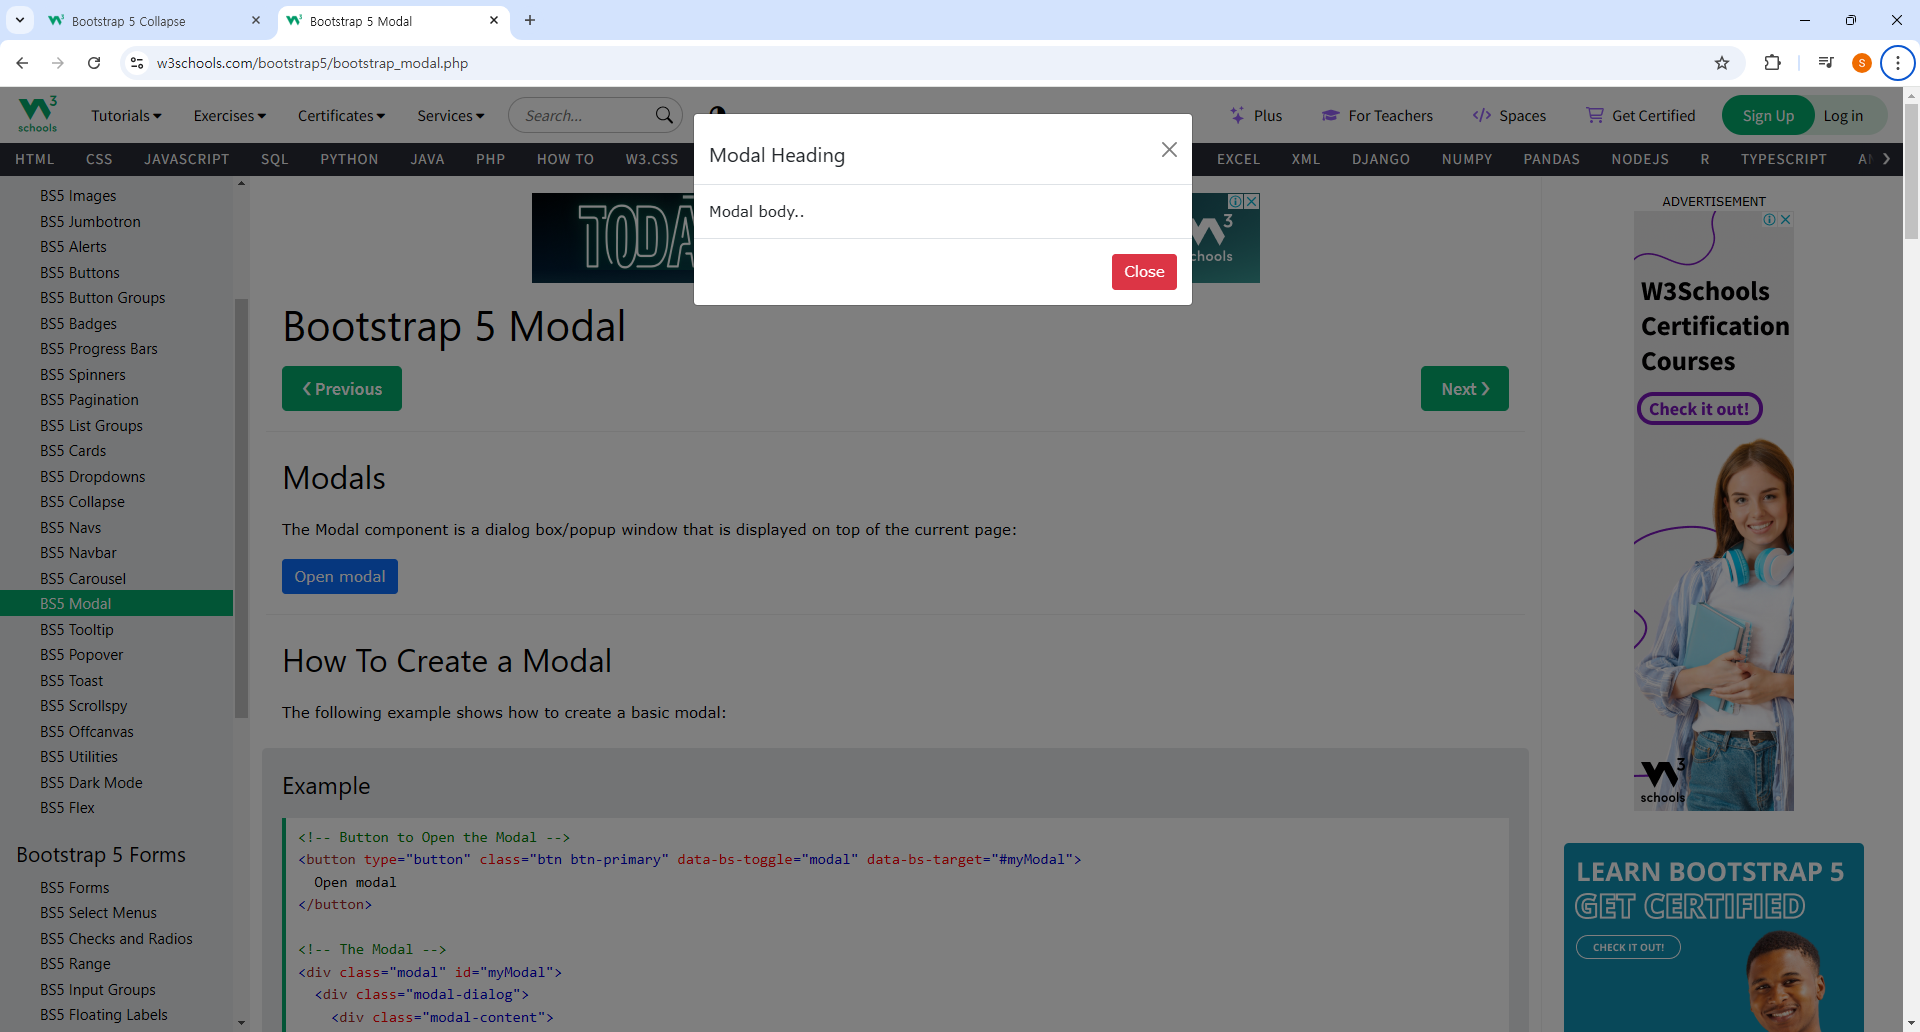 Bootstrap 5 Collapse
Bootstrap 5 Modal
w3schools.com/bootstrap5/bootstrap_modal.php
S
3
schools
Tutorials
Exercises
Certificates
Services
Search...
Plus
For Teachers
Spaces
Get Certified
Sign Up
Log in
HTML
CSS
JAVASCRIPT
SQL
PYTHON
JAVA
PHP
HOW TO
W3.CSS
EXCEL
XML
DJANGO
NUMPY
PANDAS
NODEJS
R
TYPESCRIPT
BS5 Images
BS5 Jumbotron
BS5 Alerts
BS5 Buttons
BS5 Button Groups
BS5 Badges
BS5 Progress Bars
BS5 Spinners
BS5 Pagination
BS5 List Groups
BS5 Cards
BS5 Dropdowns
BS5 Collapse
BS5 Navs
BS5 Navbar
BS5 Carousel
BS5 Modal
BS5 Tooltip
BS5 Popover
BS5 Toast
BS5 Scrollspy
BS5 Offcanvas
BS5 Utilities
BS5 Dark Mode
BS5 Flex
Bootstrap 5 Forms
BS5 Forms
BS5 Select Menus
BS5 Checks and Radios
BS5 Range
BS5 Input Groups
BS5 Floating Labels
Modal Heading
Modal body..
Close
TODA
3
chools
Bootstrap 5 Modal
❮ Previous
Next ❯
Modals
The Modal component is a dialog box/popup window that is displayed on top of the current page:
Open modal
How To Create a Modal
The following example shows how to create a basic modal:
Example
<!-- Button to Open the Modal -->
<button type="button" class="btn btn-primary" data-bs-toggle="modal" data-bs-target="#myModal">
Open modal
</button>
<!-- The Modal -->
<div class="modal" id="myModal">
<div class="modal-dialog">
<div class="modal-content">
ADVERTISEMENT
W3Schools
Certification
Courses
Check it out!
3
schools
LEARN BOOTSTRAP 5
GET CERTIFIED
CHECK IT OUT!